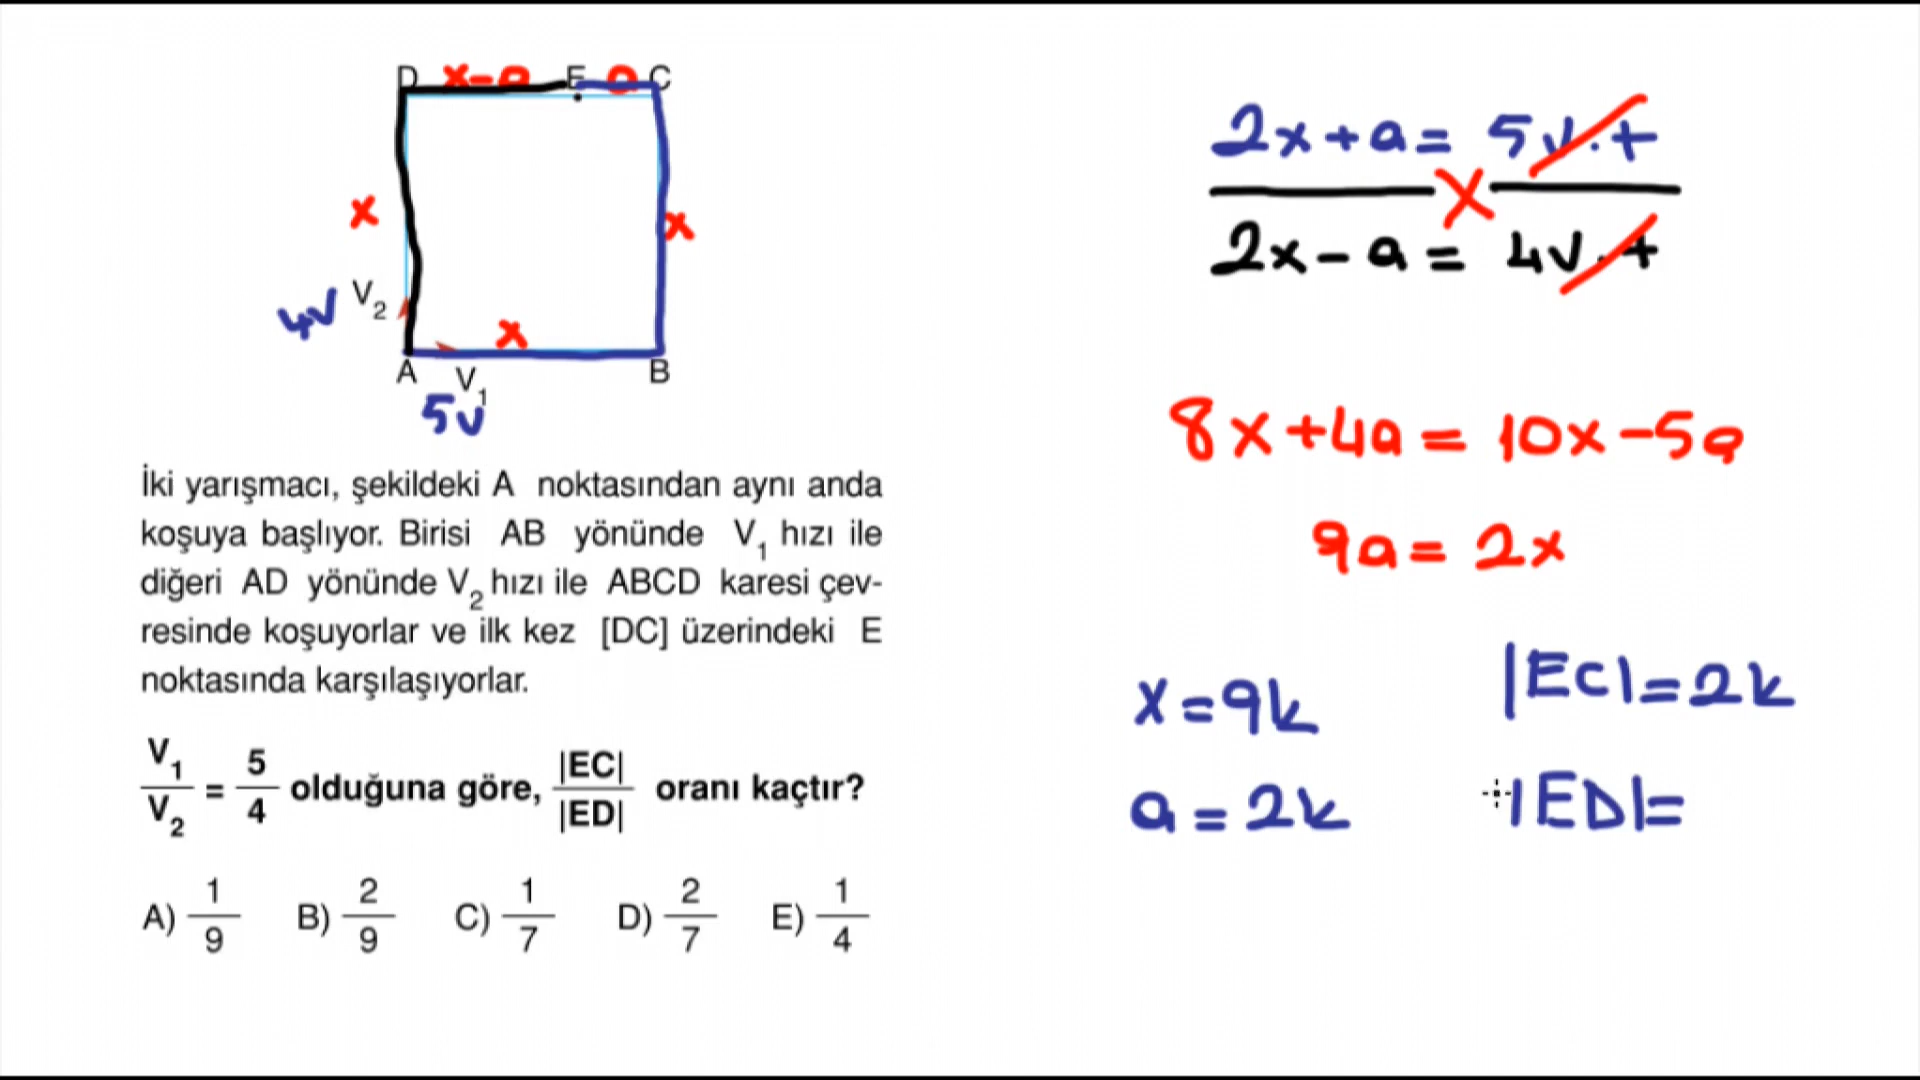 D x-a E a C
x
x
4V V2
x
A V1 B
5V
İki yarışmacı, şekildeki A noktasından aynı anda
koşuya başlıyor. Birisi AB yönünde V1 hızı ile
diğeri AD yönünde V2 hızı ile ABCD karesi çev-
resinde koşuyorlar ve ilk kez [DC] üzerindeki E
noktasında karşılaşıyorlar.
V1/V2 = 5/4 olduğuna göre, |EC|/|ED| oranı kaçtır?
A) 1/9 B) 2/9 C) 1/7 D) 2/7 E) 1/4
2x+a = 5V.t
2x-a = 4V.t
8x+4a = 10x-5a
9a = 2x
x = 9k
|EC| = 2k
a = 2k
|ED| =